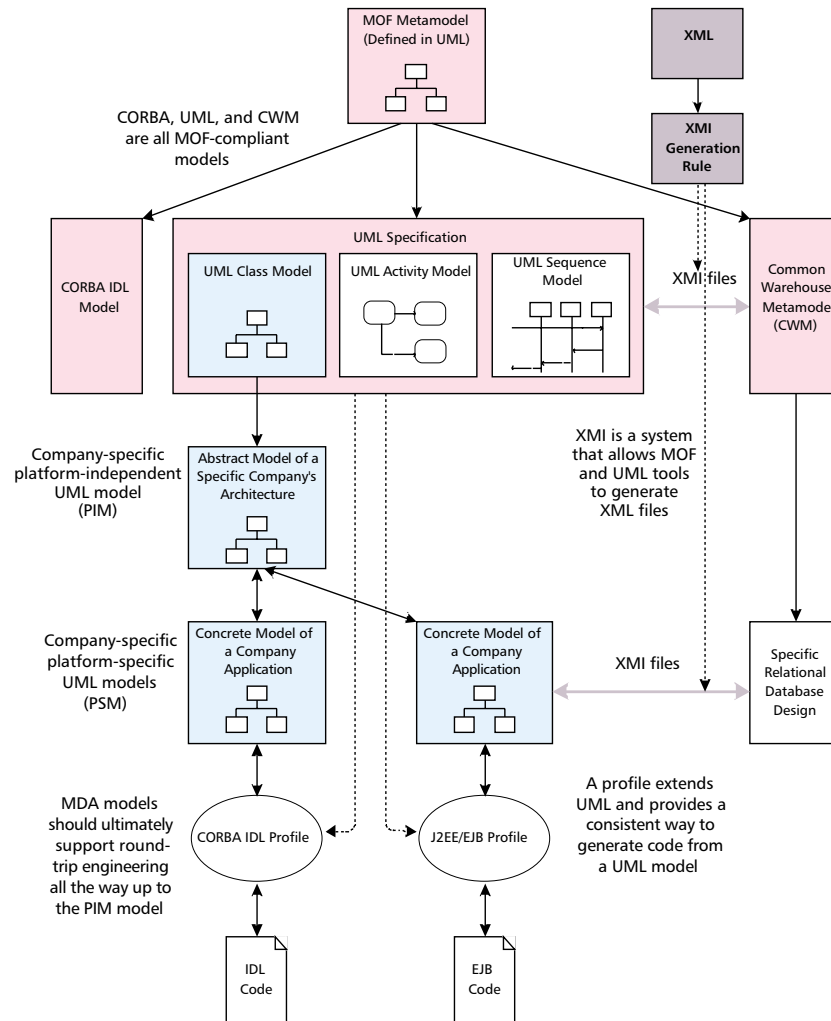 MOF Metamodel
(Defined in UML)
XML
CORBA, UML, and CWM
are all MOF-compliant
models
XMI
Generation
Rule
CORBA IDL
Model
UML Specification
UML Class Model
UML Activity Model
UML Sequence
Model
XMI files
Common
Warehouse
Metamodel
(CWM)
Company-specific
platform-independent
UML model
(PIM)
Abstract Model of a
Specific Company's
Architecture
XMI is a system
that allows MOF
and UML tools
to generate
XML files
Company-specific
platform-specific
UML models
(PSM)
Concrete Model of
a Company
Application
Concrete Model of
a Company
Application
XMI files
Specific
Relational
Database
Design
MDA models
should ultimately
support round-
trip engineering
all the way up to
the PIM model
CORBA IDL Profile
J2EE/EJB Profile
A profile extends
UML and provides a
consistent way to
generate code from
a UML model
IDL
Code
EJB
Code